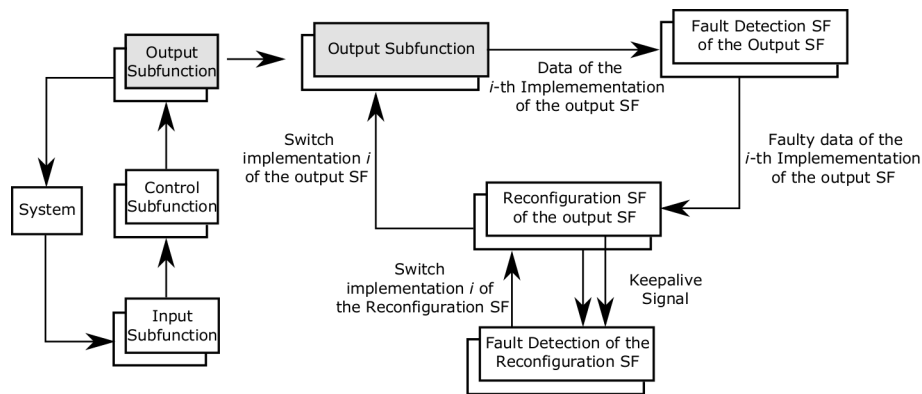 Output
Subfunction
System
Control
Subfunction
Input
Subfunction
Output Subfunction
Data of the
i-th Implemementation
of the output SF
Fault Detection SF
of the Output SF
Switch
implementation i
of the output SF
Faulty data of the
i-th Implemementation
of the output SF
Reconfiguration SF
of the output SF
Switch
implementation i of
the Reconfiguration SF
Keepalive
Signal
Fault Detection of the
Reconfiguration SF